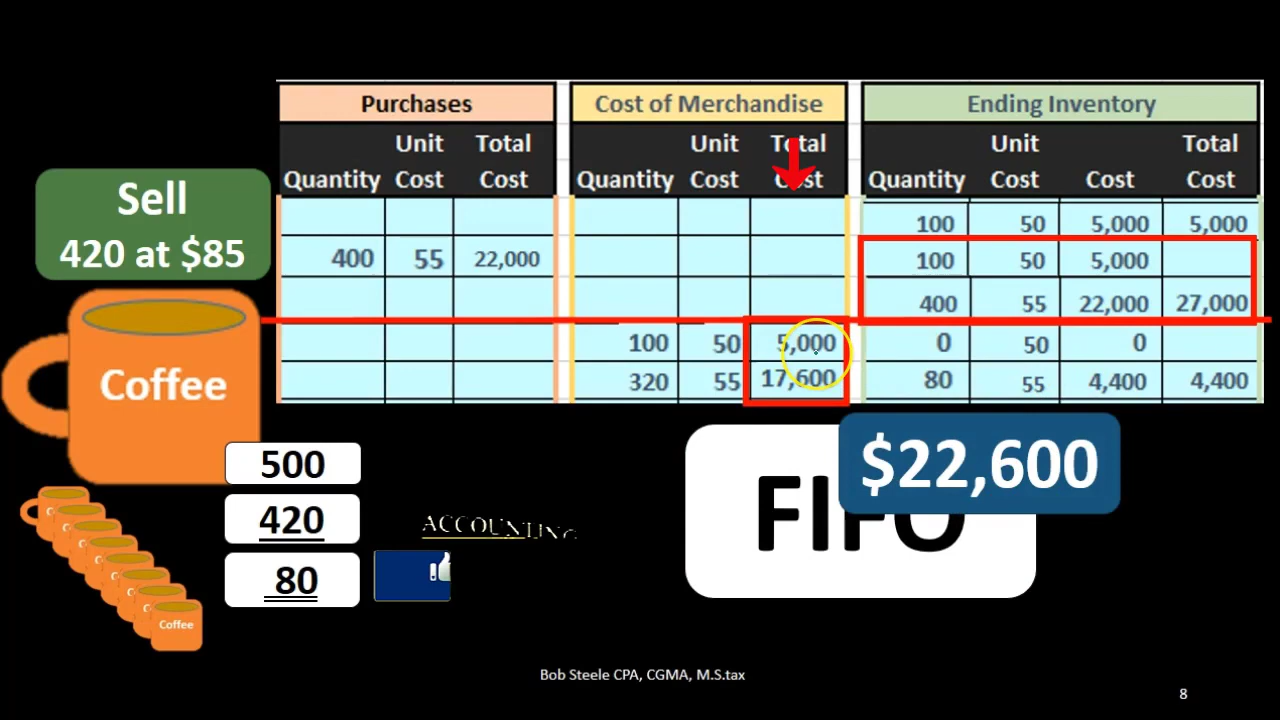 Purchases
Cost of Merchandise
Ending Inventory
Quantity Unit Cost Total Cost
Quantity Unit Cost Total Cost
Quantity Unit Cost Cost Total Cost
100 50 5,000 5,000
400 55 22,000
100 50 5,000
400 55 22,000 27,000
100 50 5,000 0 50 0
320 55 17,600 80 55 4,400 4,400
Sell
420 at $85
Coffee
500
420
80
Coffee
ACCOUNTING
$22,600
FIFO
Bob Steele CPA, CGMA, M.S.tax
8